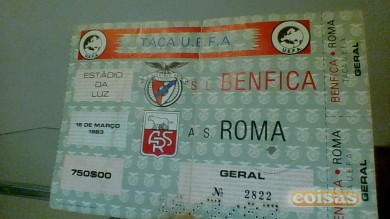 TAÇA U.E.F.A
UEFA
UEFA
ESTÁDIO
DA
LUZ
S.L. BENFICA
16 DE MARÇO
1983
A.S. ROMA
750$00
GERAL
Nº 2822
BENFICA • ROMA
TAÇA U.E.F.A
GERAL
coisas